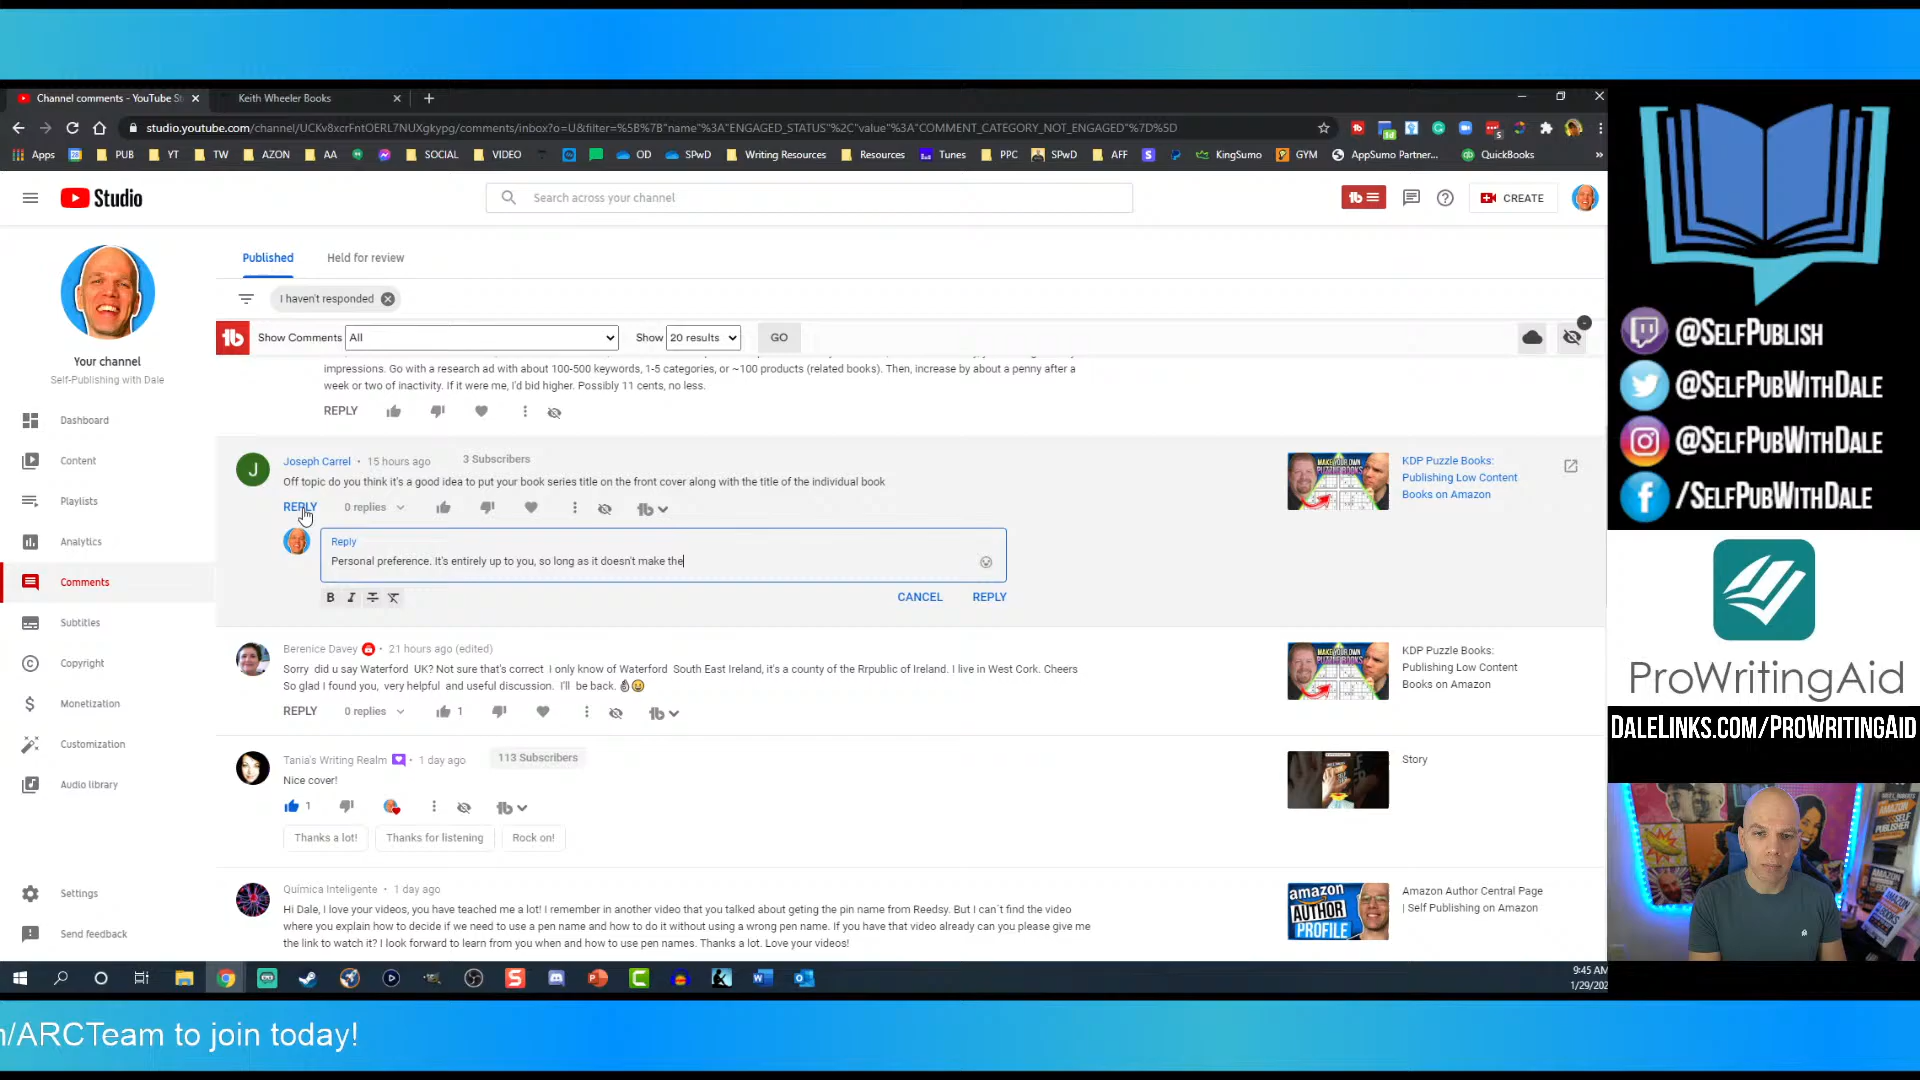 Channel comments - YouTube St
Keith Wheeler Books
studio.youtube.com/channel/UCKv8xcrFntOERL7NUXgkypg/comments/inbox?o=U&filter=%5B%7B"name"%3A"ENGAGED_STATUS"%2C"value"%3A"COMMENT_CATEGORY_NOT_ENGAGED"%7D%5D
Apps PUB YT TW AZON AA SOCIAL VIDEO OD SPwD Writing Resources Resources Tunes PPC SPwD AFF KingSumo GYM AppSumo Partner... QuickBooks »
Studio
Search across your channel
CREATE
Your channel
Self-Publishing with Dale
Dashboard
Content
Playlists
Analytics
Comments
Subtitles
Copyright
Monetization
Customization
Audio library
Settings
Send feedback
Published Held for review
I haven't responded
Show Comments All Show 20 results GO
impressions. Go with a research ad with about 100-500 keywords, 1-5 categories, or ~100 products (related books). Then, increase by about a penny after a
week or two of inactivity. If it were me, I'd bid higher. Possibly 11 cents, no less.
REPLY
Joseph Carrel • 15 hours ago 3 Subscribers
Off topic do you think it's a good idea to put your book series title on the front cover along with the title of the individual book
REPLY 0 replies
Reply
Personal preference. It's entirely up to you, so long as it doesn't make the
B I
CANCEL REPLY
MAKE YOUR OWN
PUZZLE BOOKS
KDP Puzzle Books:
Publishing Low Content
Books on Amazon
Berenice Davey • 21 hours ago (edited)
Sorry did u say Waterford UK? Not sure that's correct I only know of Waterford South East Ireland, it's a county of the Rrpublic of Ireland. I live in West Cork. Cheers
So glad I found you, very helpful and useful discussion. I'll be back. 👌😆
REPLY 0 replies 1
MAKE YOUR OWN
PUZZLE BOOKS
KDP Puzzle Books:
Publishing Low Content
Books on Amazon
Tania's Writing Realm • 1 day ago 113 Subscribers
Nice cover!
1
Thanks a lot! Thanks for listening Rock on!
Story
Química Inteligente • 1 day ago
Hi Dale, I love your videos, you have teached me a lot! I remember in another video that you talked about geting the pin name from Reedsy. But I can´t find the video
where you explain how to decide if we need to use a pen name and how to do it without using a wrong pen name. If you have that video already can you please give me
the link to watch it? I look forward to learn from you when and how to use pen names. Thanks a lot. Love your videos!
amazon
AUTHOR
PROFILE
Amazon Author Central Page
| Self Publishing on Amazon
9:45 AM
1/29/202
@SelfPublish
@SelfPubWithDale
@SelfPubWithDale
/SelfPubWithDale
ProWritingAid
DaleLinks.com/ProWritingAid
/ARCTeam to join today!